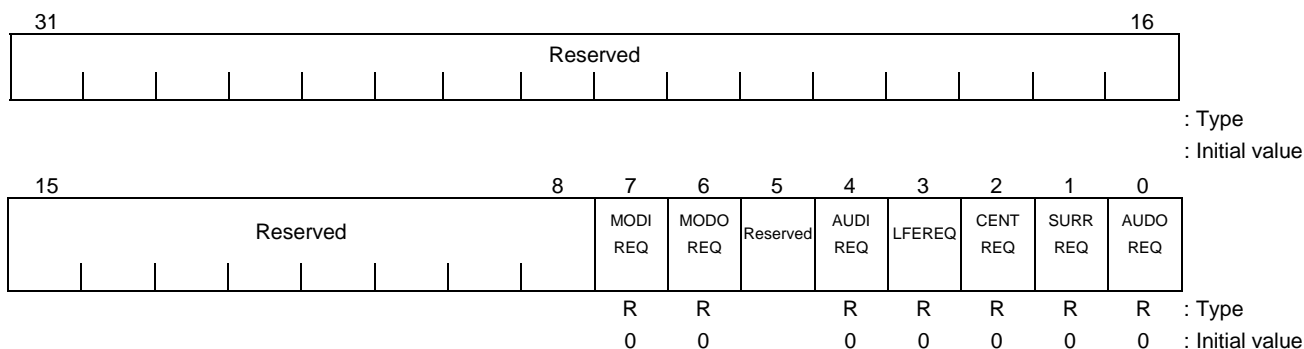 31 16
Reserved
: Type
: Initial value
15 8 7 6 5 4 3 2 1 0
Reserved MODI REQ MODO REQ Reserved AUDI REQ LFEREQ CENT REQ SURR REQ AUDO REQ
R R R R R R R : Type
0 0 0 0 0 0 0 : Initial value